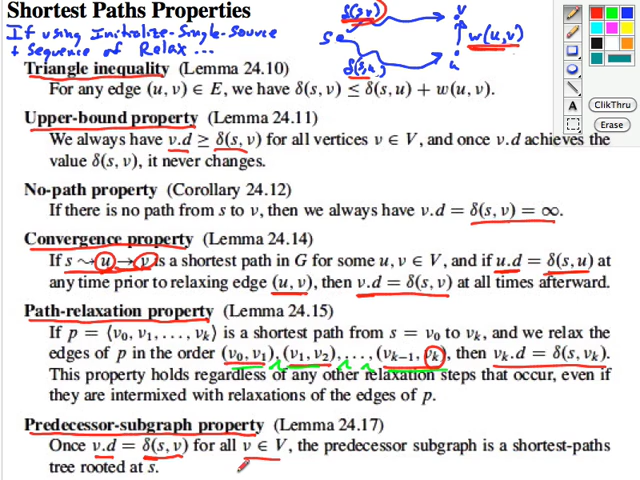 Shortest Paths Properties
If using Initialize-Single-Source
+ Sequence of Relax ...
δ(s,v)
s
v
w(u,v)
δ(s,u)
u
Triangle inequality (Lemma 24.10)
For any edge (u, v) ∈ E, we have δ(s, v) ≤ δ(s, u) + w(u, v).
Upper-bound property (Lemma 24.11)
We always have v.d ≥ δ(s, v) for all vertices v ∈ V, and once v.d achieves the
value δ(s, v), it never changes.
No-path property (Corollary 24.12)
If there is no path from s to v, then we always have v.d = δ(s, v) = ∞.
Convergence property (Lemma 24.14)
If s ⇝ u → v is a shortest path in G for some u, v ∈ V, and if u.d = δ(s, u) at
any time prior to relaxing edge (u, v), then v.d = δ(s, v) at all times afterward.
Path-relaxation property (Lemma 24.15)
If p = ⟨v₀, v₁, . . . , vₖ⟩ is a shortest path from s = v₀ to vₖ, and we relax the
edges of p in the order (v₀, v₁), (v₁, v₂), . . . , (vₖ₋₁, vₖ), then vₖ.d = δ(s, vₖ).
This property holds regardless of any other relaxation steps that occur, even if
they are intermixed with relaxations of the edges of p.
Predecessor-subgraph property (Lemma 24.17)
Once v.d = δ(s, v) for all v ∈ V, the predecessor subgraph is a shortest-paths
tree rooted at s.
A
ClikThru
Erase